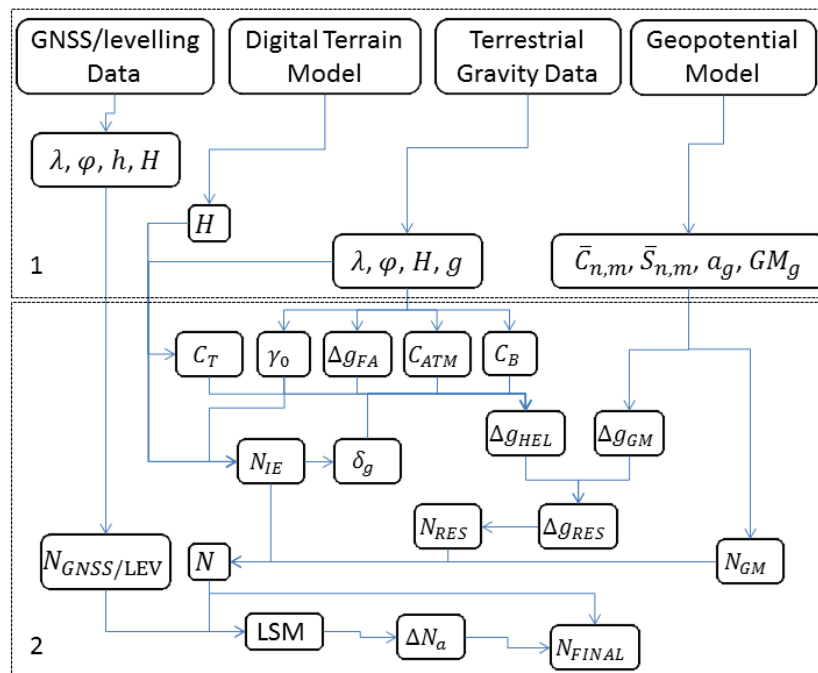 GNSS/levelling
Data
Digital Terrain
Model
Terrestrial
Gravity Data
Geopotential
Model
λ, φ, h, H
H
λ, φ, H, g
C̄n,m, S̄n,m, ag, GMg
1
CT
γ0
ΔgFA
CATM
CB
ΔgHEL
ΔgGM
NIE
δg
NRES
ΔgRES
NGNSS/LEV
N
NGM
LSM
ΔNa
NFINAL
2